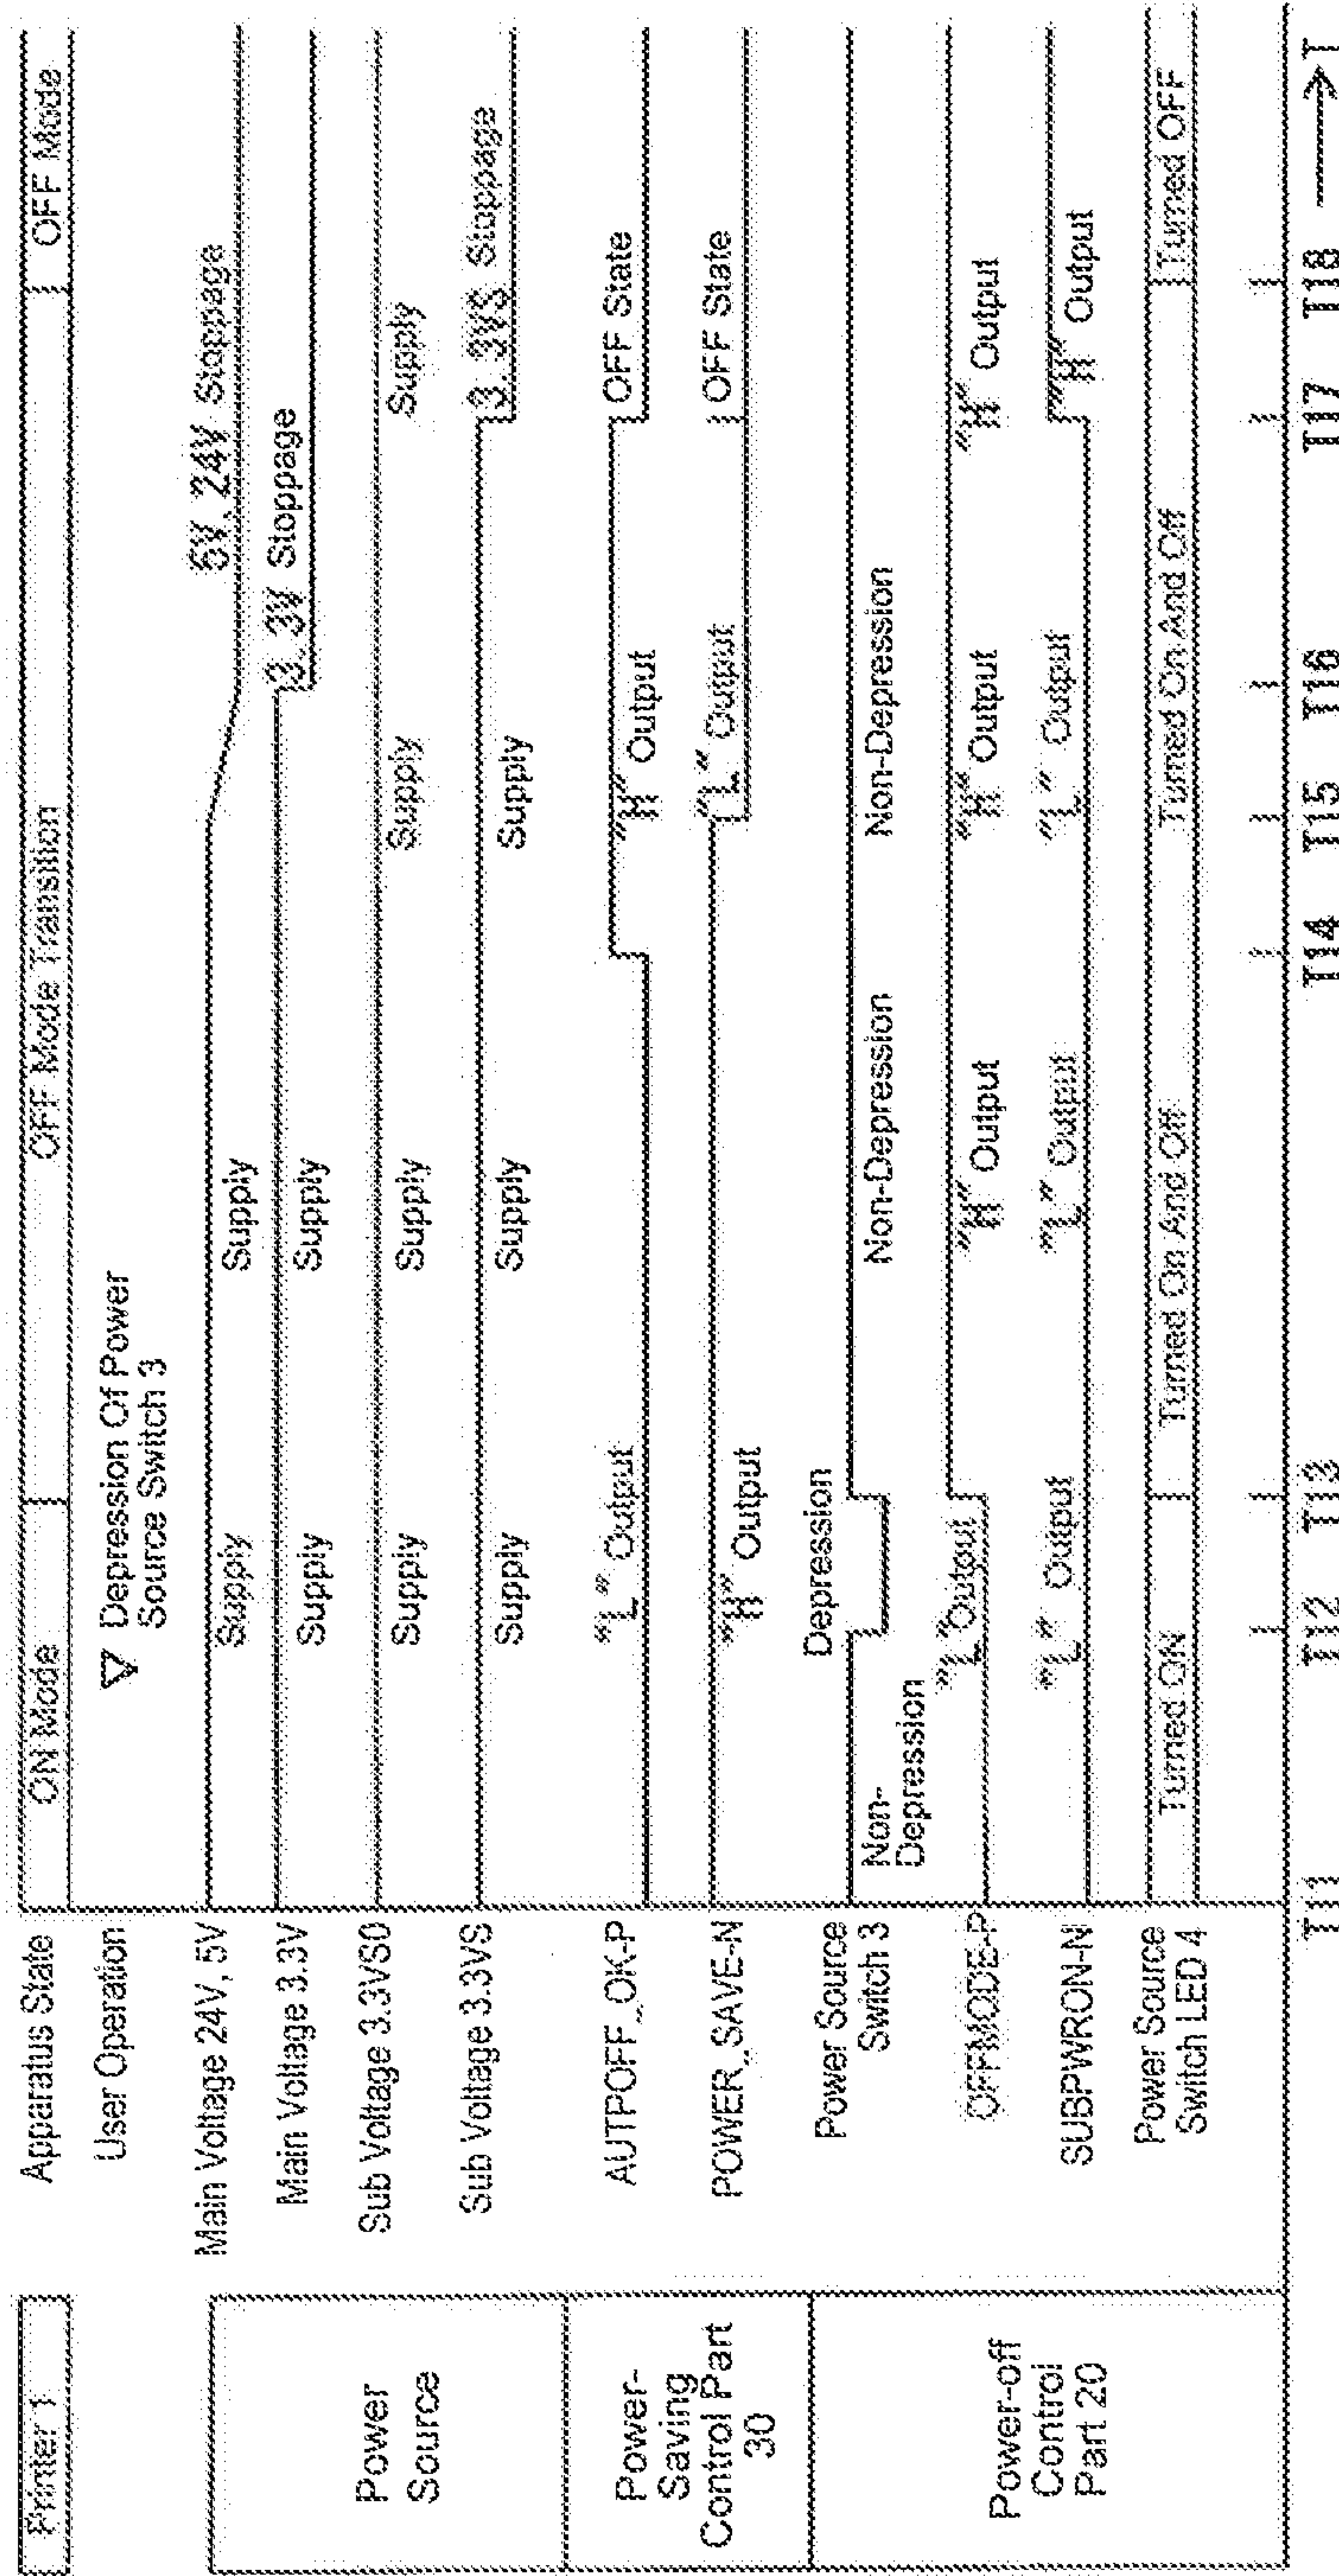 Printer 1
Apparatus State
ON Mode
OFF Mode Transition
OFF Mode
User Operation
▽ Depression Of Power
Source Switch 3
Power
Source
Main Voltage 24V, 5V
Supply
Supply
5V, 24V Stoppage
Main Voltage 3.3V
Supply
Supply
3. 3V Stoppage
Sub Voltage 3.3VS0
Supply
Supply
Supply
Supply
Sub Voltage 3.3VS
Supply
Supply
Supply
3. 3VS Stoppage
Power-
Saving
Control Part
30
AUTPOFF_OK-P
"L" Output
"H" Output
OFF State
POWER_SAVE-N
"H" Output
"L" Output
OFF State
Power-off
Control
Part 20
Power Source
Switch 3
Non-
Depression
Depression
Non-Depression
Non-Depression
OFFMODE-P
"L" Output
"H" Output
"H" Output
"H" Output
SUBPWRON-N
"L" Output
"L" Output
"L" Output
"H" Output
Power Source
Switch LED 4
Turned ON
Turned On And Off
Turned On And Off
Turned OFF
T11 T12 T13 T14 T15 T16 T17 T18 → T